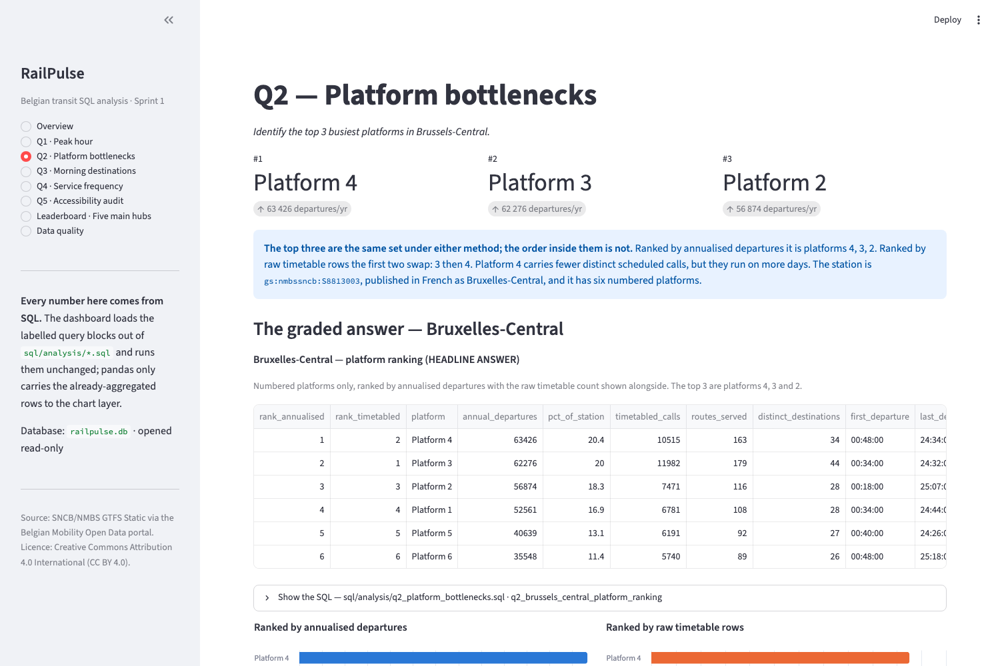 Deploy
RailPulse
Belgian transit SQL analysis · Sprint 1
Overview
Q1 · Peak hour
Q2 · Platform bottlenecks
Q3 · Morning destinations
Q4 · Service frequency
Q5 · Accessibility audit
Leaderboard · Five main hubs
Data quality
Every number here comes from
SQL. The dashboard loads the
labelled query blocks out of
sql/analysis/*.sql and runs
them unchanged; pandas only
carries the already-aggregated
rows to the chart layer.
Database: railpulse.db · opened
read-only
Source: SNCB/NMBS GTFS Static via the
Belgian Mobility Open Data portal.
Licence: Creative Commons Attribution
4.0 International (CC BY 4.0).
Q2 — Platform bottlenecks
Identify the top 3 busiest platforms in Brussels-Central.
#1 #2 #3
Platform 4 Platform 3 Platform 2
↑ 63 426 departures/yr ↑ 62 276 departures/yr ↑ 56 874 departures/yr
The top three are the same set under either method; the order inside them is not. Ranked by annualised departures it is platforms 4, 3, 2. Ranked by
raw timetable rows the first two swap: 3 then 4. Platform 4 carries fewer distinct scheduled calls, but they run on more days. The station is
gs:nmbssncb:S8813003, published in French as Bruxelles-Central, and it has six numbered platforms.
The graded answer — Bruxelles-Central
Bruxelles-Central — platform ranking (HEADLINE ANSWER)
Numbered platforms only, ranked by annualised departures with the raw timetable count shown alongside. The top 3 are platforms 4, 3 and 2.
rank_annualised rank_timetabled platform annual_departures pct_of_station timetabled_calls routes_served distinct_destinations first_departure last_de
1 2 Platform 4 63426 20.4 10515 163 34 00:48:00 24:34:0
2 1 Platform 3 62276 20 11982 179 44 00:34:00 24:32:0
3 3 Platform 2 56874 18.3 7471 116 28 00:18:00 25:07:0
4 4 Platform 1 52561 16.9 6781 108 28 00:34:00 24:44:0
5 5 Platform 5 40639 13.1 6191 92 27 00:40:00 24:26:0
6 6 Platform 6 35548 11.4 5740 89 26 00:48:00 25:18:0
Show the SQL — sql/analysis/q2_platform_bottlenecks.sql · q2_brussels_central_platform_ranking
Ranked by annualised departures Ranked by raw timetable rows
Platform 4 Platform 4